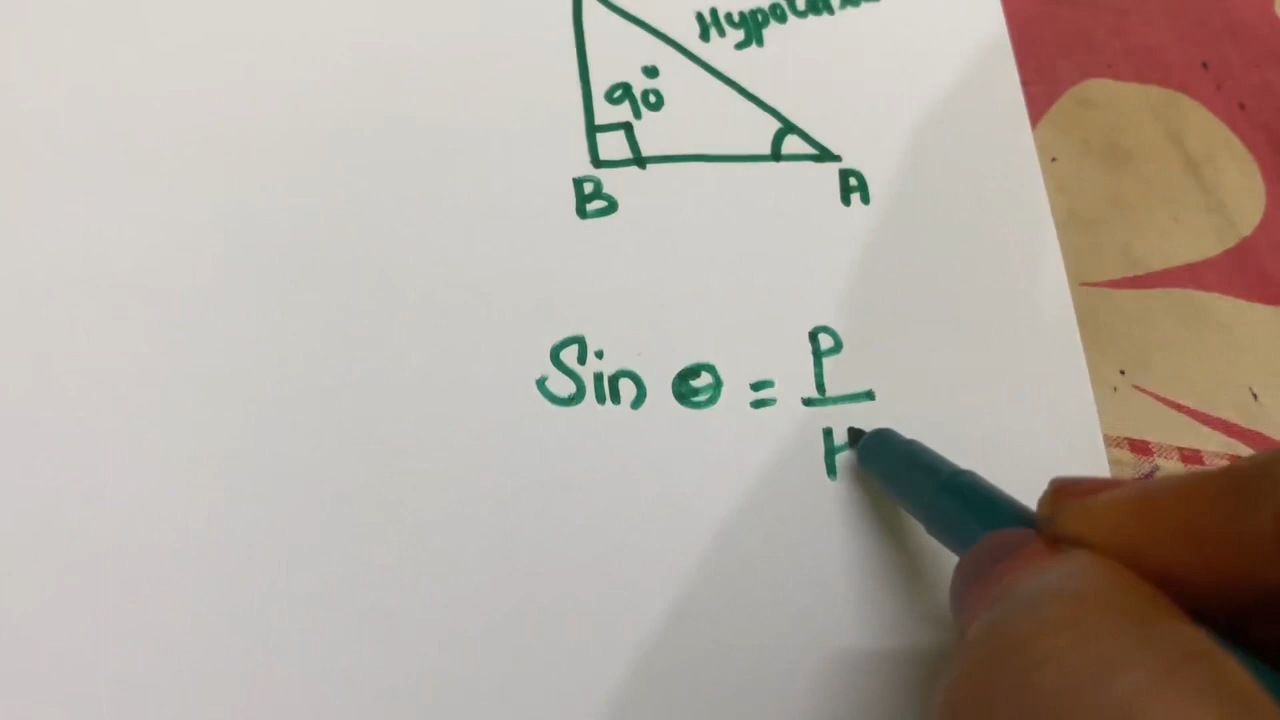 90°
B
A
Sin θ = P/H